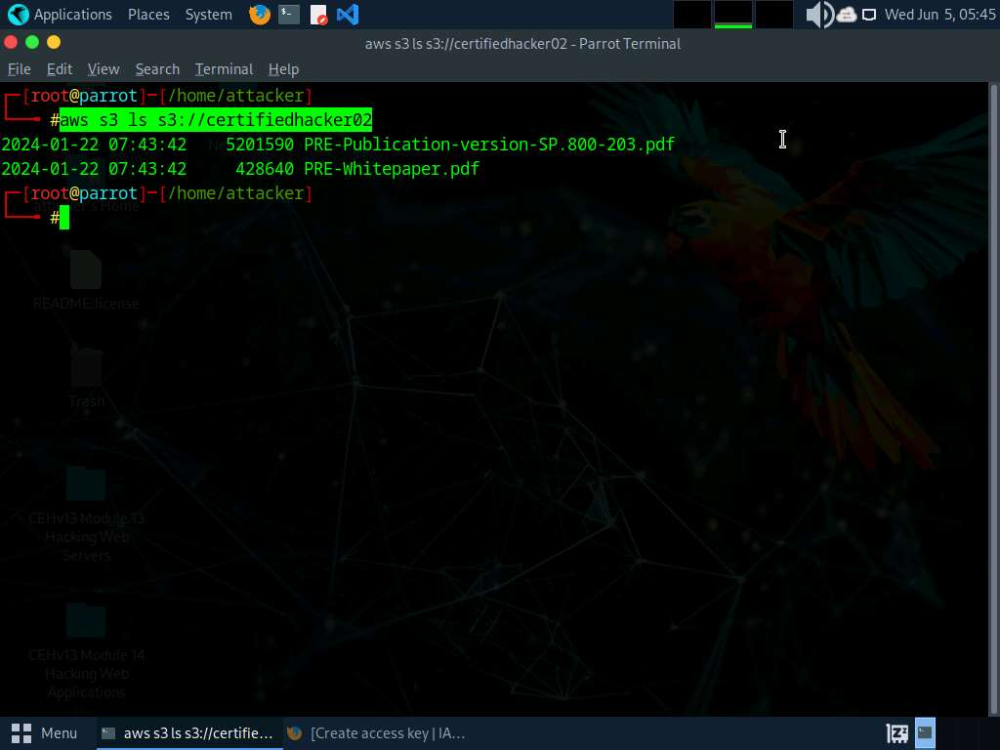 Applications Places System Wed Jun 5, 05:45
aws s3 ls s3://certifiedhacker02 - Parrot Terminal
File Edit View Search Terminal Help
┌─[root@parrot]─[/home/attacker]
└──╼ #aws s3 ls s3://certifiedhacker02
2024-01-22 07:43:42    5201590 PRE-Publication-version-SP.800-203.pdf
2024-01-22 07:43:42     428640 PRE-Whitepaper.pdf
┌─[root@parrot]─[/home/attacker]
└──╼ #
attacker's Home
README.license
Trash
CEHv13 Module 13
Hacking Web
Servers
CEHv13 Module 14
Hacking Web
Applications
Menu aws s3 ls s3://certifie... [Create access key | IA...